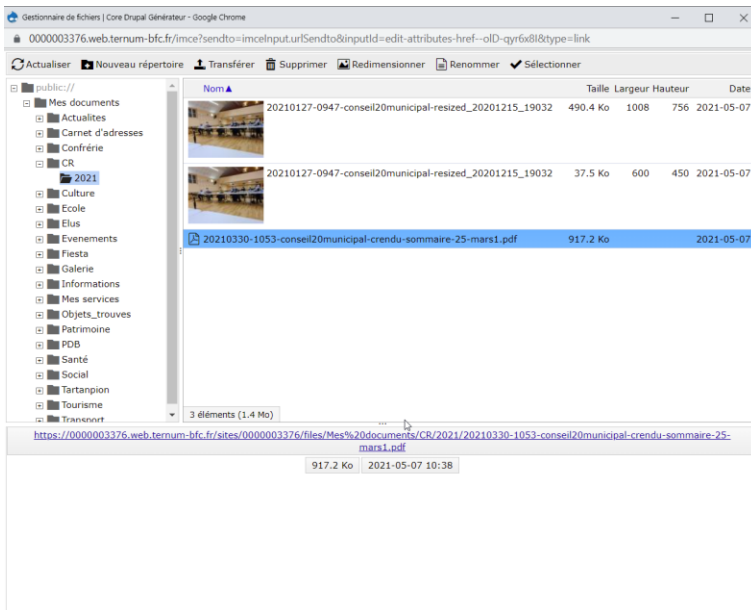 Gestionnaire de fichiers | Core Drupal Générateur - Google Chrome
0000003376.web.ternum-bfc.fr/imce?sendto=imceInput.urlSendto&inputId=edit-attributes-href--olD-qyr6x8I&type=link
Actualiser Nouveau répertoire Transférer Supprimer Redimensionner Renommer Sélectionner
public://
Mes documents
Actualites
Carnet d'adresses
Confrérie
CR
2021
Culture
Ecole
Elus
Evenements
Fiesta
Galerie
Informations
Mes services
Objets_trouves
Patrimoine
PDB
Santé
Social
Tartanpion
Tourisme
Transport
Nom Taille Largeur Hauteur Date
20210127-0947-conseil20municipal-resized_20201215_19032 490.4 Ko 1008 756 2021-05-07
20210127-0947-conseil20municipal-resized_20201215_19032 37.5 Ko 600 450 2021-05-07
20210330-1053-conseil20municipal-crendu-sommaire-25-mars1.pdf 917.2 Ko 2021-05-07
3 éléments (1.4 Mo)
https://0000003376.web.ternum-bfc.fr/sites/0000003376/files/Mes%20documents/CR/2021/20210330-1053-conseil20municipal-crendu-sommaire-25-
mars1.pdf
917.2 Ko 2021-05-07 10:38